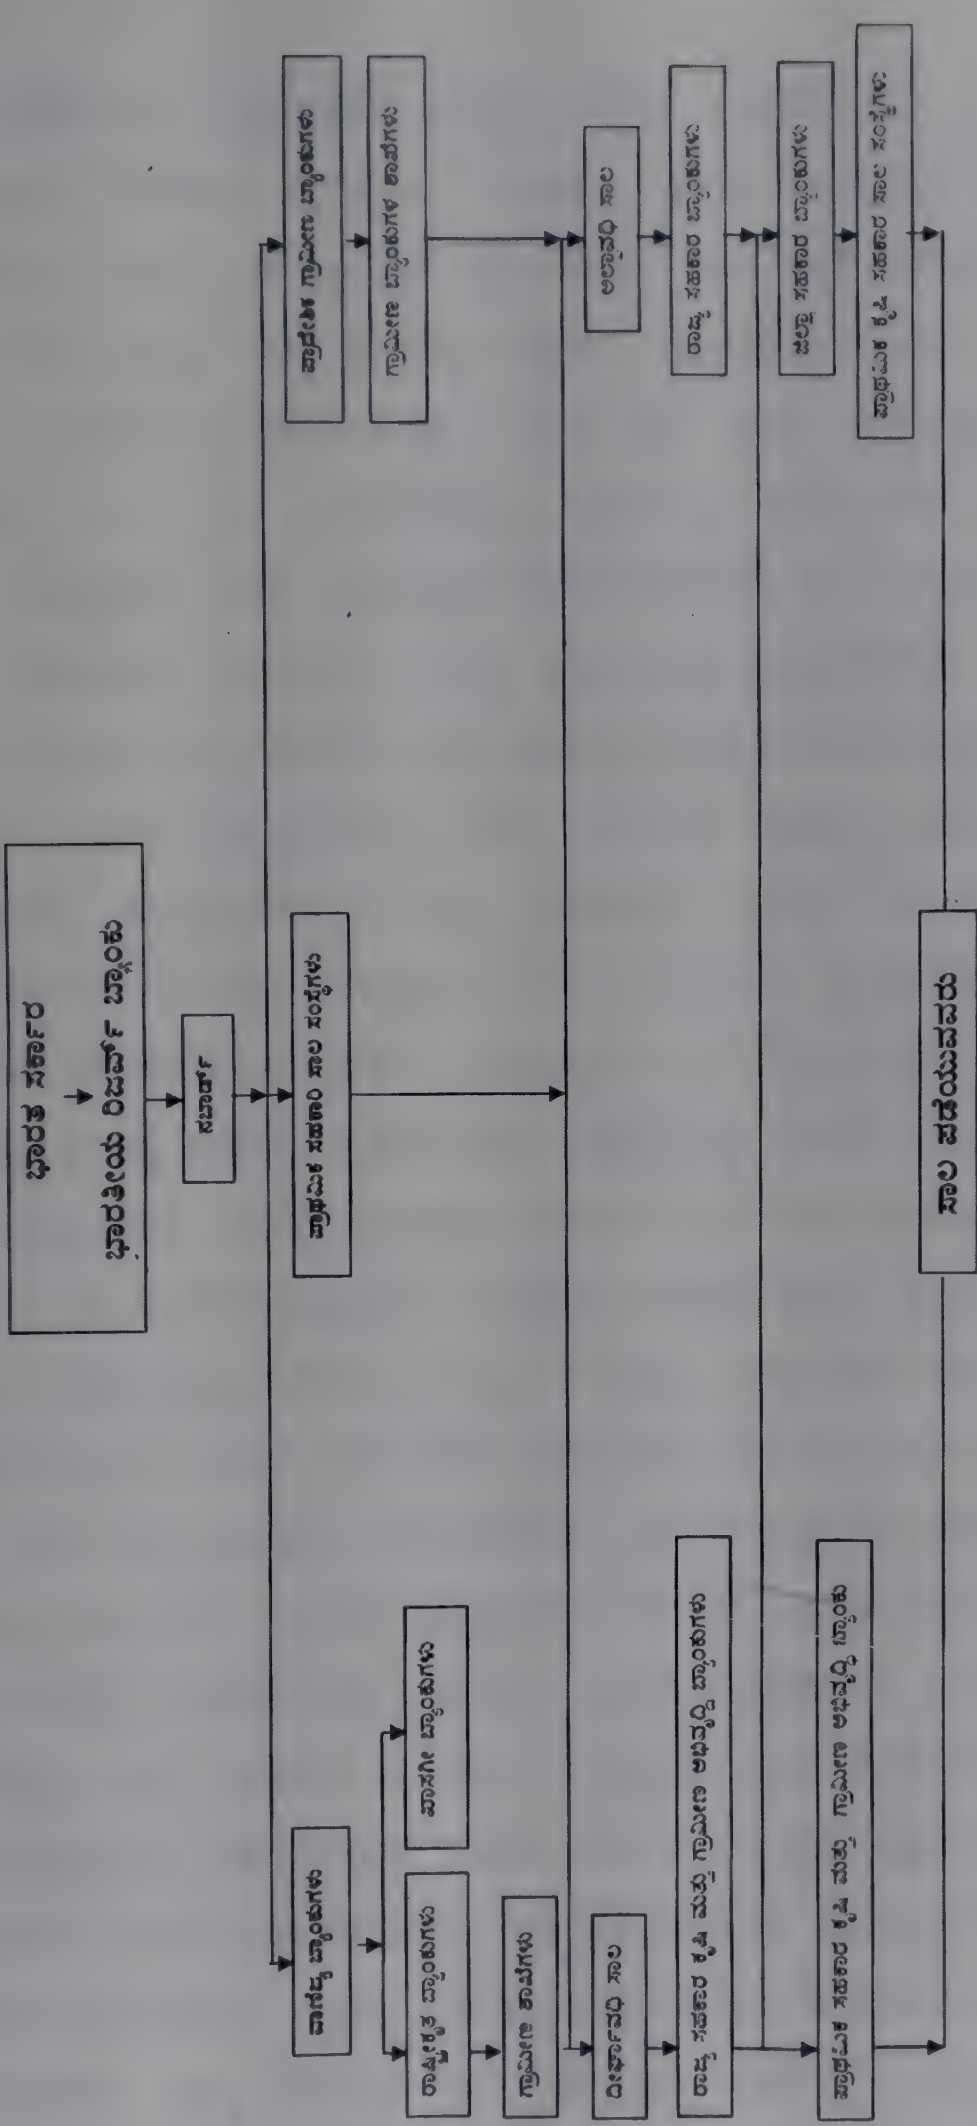 ಭಾರತ ಸರ್ಕಾರ
ಭಾರತೀಯ ರಿಜರ್ವ್ ಬ್ಯಾಂಕು
ನಬಾರ್ಡ್
ವಾಣಿಜ್ಯ ಬ್ಯಾಂಕುಗಳು
ಪ್ರಾಥಮಿಕ ಸಹಕಾರಿ ಸಾಲ ಸಂಸ್ಥೆಗಳು
ಪ್ರಾದೇಶಿಕ ಗ್ರಾಮೀಣ ಬ್ಯಾಂಕುಗಳು
ರಾಷ್ಟ್ರೀಕೃತ ಬ್ಯಾಂಕುಗಳು
ಖಾಸಗೀ ಬ್ಯಾಂಕುಗಳು
ಗ್ರಾಮೀಣ ಬ್ಯಾಂಕುಗಳ ಶಾಖೆಗಳು
ಗ್ರಾಮೀಣ ಶಾಖೆಗಳು
ದೀರ್ಘಾವಧಿ ಸಾಲ
ಅಲ್ಪಾವಧಿ ಸಾಲ
ರಾಜ್ಯ ಸಹಕಾರ ಕೃಷಿ ಮತ್ತು ಗ್ರಾಮೀಣ ಅಭಿವೃದ್ಧಿ ಬ್ಯಾಂಕುಗಳು
ರಾಜ್ಯ ಸಹಕಾರ ಬ್ಯಾಂಕುಗಳು
ಜಿಲ್ಲಾ ಸಹಕಾರ ಬ್ಯಾಂಕುಗಳು
ಪ್ರಾಥಮಿಕ ಸಹಕಾರ ಕೃಷಿ ಮತ್ತು ಗ್ರಾಮೀಣ ಅಭಿವೃದ್ಧಿ ಬ್ಯಾಂಕು
ಪ್ರಾಥಮಿಕ ಕೃಷಿ ಸಹಕಾರ ಸಾಲ ಸಂಸ್ಥೆಗಳು
ಸಾಲ ಪಡೆಯುವವರು